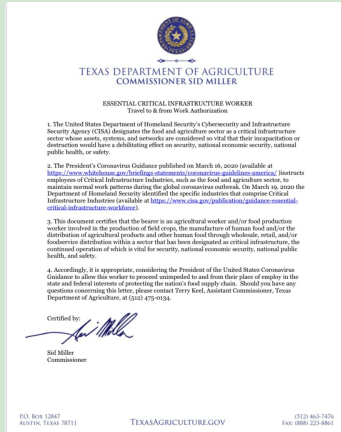 TEXAS DEPARTMENT OF AGRICULTURE
COMMISSIONER SID MILLER
ESSENTIAL CRITICAL INFRASTRUCTURE WORKER
Travel to & from Work Authorization
1. The United States Department of Homeland Security's Cybersecurity and Infrastructure
Security Agency (CISA) designates the food and agriculture sector as a critical infrastructure
sector whose assets, systems, and networks are considered so vital that their incapacitation or
destruction would have a debilitating effect on security, national economic security, national
public health, or safety.
2. The President's Coronavirus Guidance published on March 16, 2020 (available at
https://www.whitehouse.gov/briefings-statements/coronavirus-guidelines-america/ )instructs
employees of Critical Infrastructure Industries, such as the food and agriculture sector, to
maintain normal work patterns during the global coronavirus outbreak. On March 19, 2020 the
Department of Homeland Security identified the specific industries that comprise Critical
Infrastructure Industries (available at https://www.cisa.gov/publication/guidance-essential-
critical-infrastructure-workforce).
3. This document certifies that the bearer is an agricultural worker and/or food production
worker involved in the production of field crops, the manufacture of human food and/or the
distribution of agricultural products and other human food through wholesale, retail, and/or
foodservice distribution within a sector that has been designated as critical infrastructure, the
continued operation of which is vital for security, national economic security, national public
health, and safety.
4. Accordingly, it is appropriate, considering the President of the United States Coronavirus
Guidance to allow this worker to proceed unimpeded to and from their place of employ in the
state and federal interests of protecting the nation's food supply chain. Should you have any
questions concerning this letter, please contact Terry Keel, Assistant Commissioner, Texas
Department of Agriculture, at (512) 475-0134.
Certified by:
Sid Miller
Sid Miller
Commissioner
P.O. Box 12847
Austin, Texas 78711
TexasAgriculture.gov
(512) 463-7476
Fax: (888) 223-8861